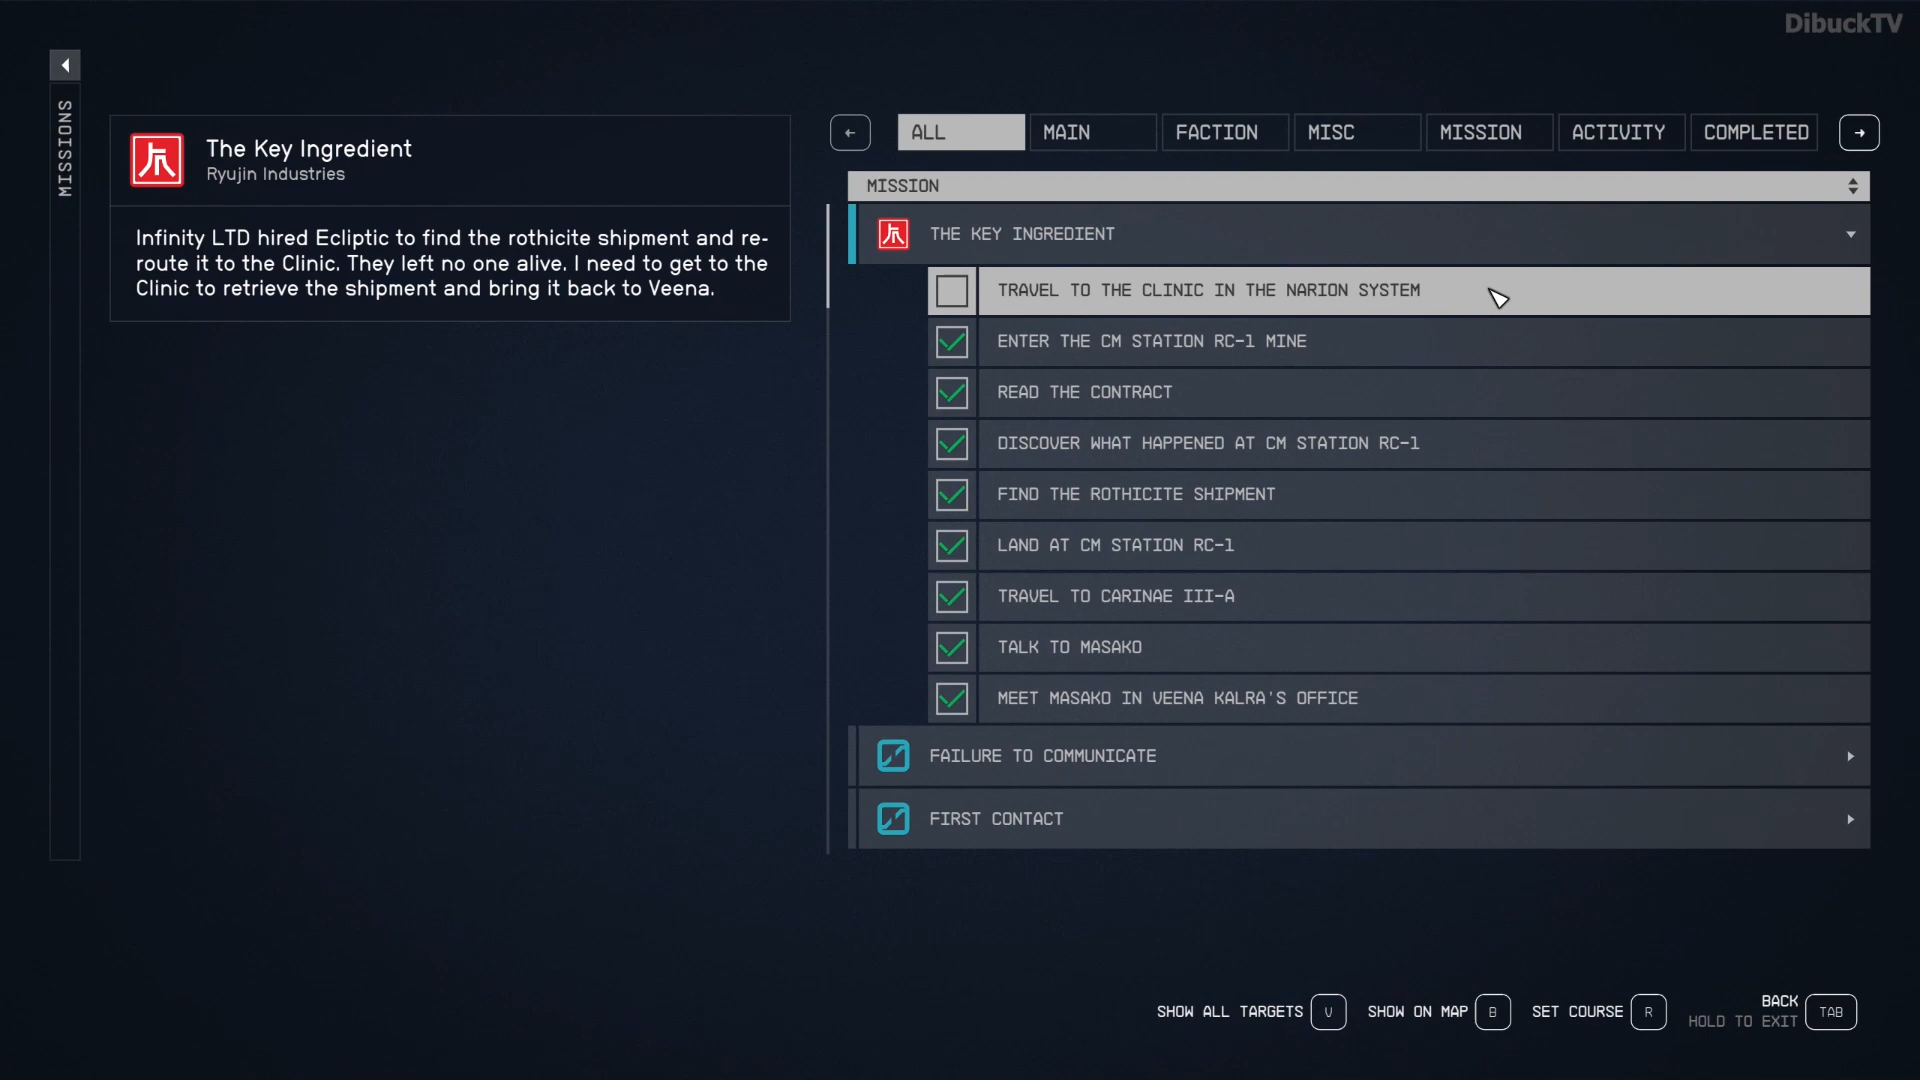 DibuckTV
MISSIONS
The Key Ingredient
Ryujin Industries
Infinity LTD hired Ecliptic to find the rothicite shipment and re-
route it to the Clinic. They left no one alive. I need to get to the
Clinic to retrieve the shipment and bring it back to Veena.
ALL MAIN FACTION MISC MISSION ACTIVITY COMPLETED
MISSION
THE KEY INGREDIENT
TRAVEL TO THE CLINIC IN THE NARION SYSTEM
ENTER THE CM STATION RC-1 MINE
READ THE CONTRACT
DISCOVER WHAT HAPPENED AT CM STATION RC-1
FIND THE ROTHICITE SHIPMENT
LAND AT CM STATION RC-1
TRAVEL TO CARINAE III-A
TALK TO MASAKO
MEET MASAKO IN VEENA KALRA'S OFFICE
FAILURE TO COMMUNICATE
FIRST CONTACT
SHOW ALL TARGETS V SHOW ON MAP B SET COURSE R BACK TAB
HOLD TO EXIT